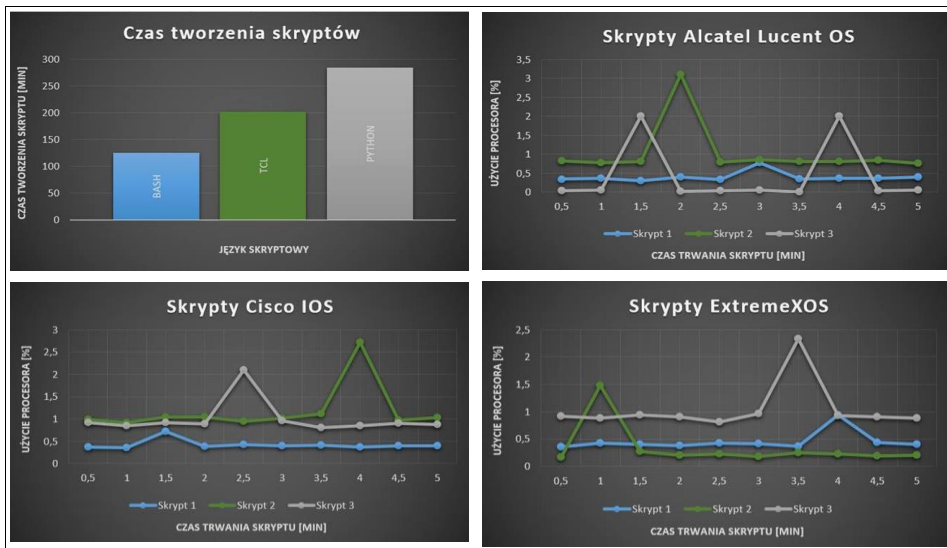 Czas tworzenia skryptów
CZAS TWORZENIA SKRYPTU [MIN]
300
250
200
150
100
50
0
BASH
TCL
PYTHON
JĘZYK SKRYPTOWY
Skrypty Alcatel Lucent OS
UŻYCIE PROCESORA [%]
3,5
3
2,5
2
1,5
1
0,5
0
0,5 1 1,5 2 2,5 3 3,5 4 4,5 5
Skrypt 1 Skrypt 2 Skrypt 3
CZAS TRWANIA SKRYPTU [MIN]
Skrypty Cisco IOS
UŻYCIE PROCESORA [%]
3
2,5
2
1,5
1
0,5
0
0,5 1 1,5 2 2,5 3 3,5 4 4,5 5
Skrypt 1 Skrypt 2 Skrypt 3
CZAS TRWANIA SKRYPTU [MIN]
Skrypty ExtremeXOS
UŻYCIE PROCESORA [%]
2,5
2
1,5
1
0,5
0
0,5 1 1,5 2 2,5 3 3,5 4 4,5 5
Skrypt 1 Skrypt 2 Skrypt 3
CZAS TRWANIA SKRYPTU [MIN]